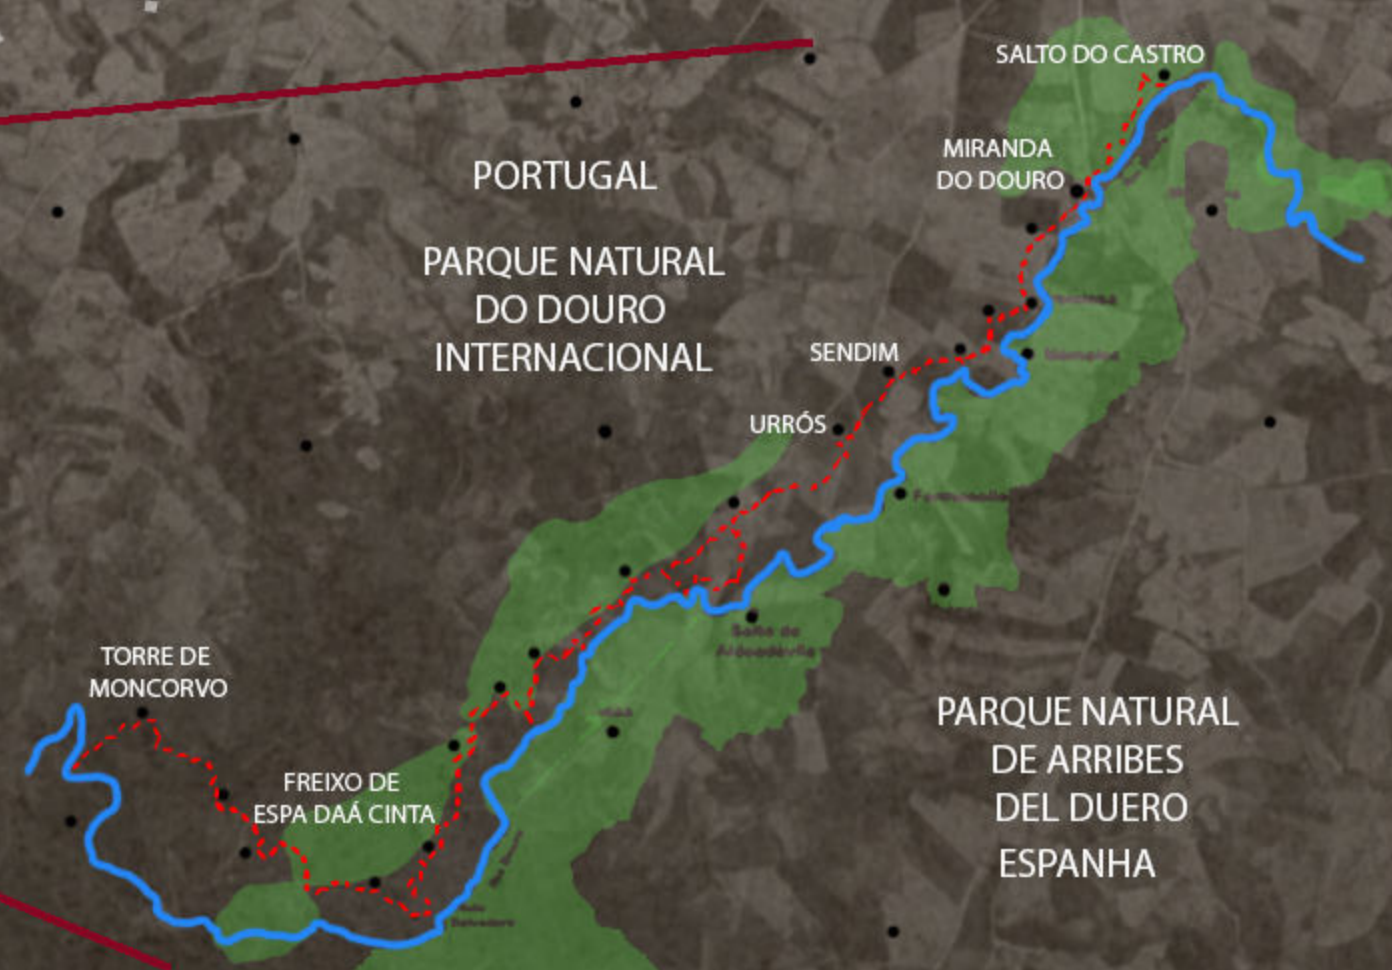 SALTO DO CASTRO
MIRANDA
DO DOURO
PORTUGAL
PARQUE NATURAL
DO DOURO
INTERNACIONAL
SENDIM
URRÓS
TORRE DE
MONCORVO
FREIXO DE
ESPA DAÁ CINTA
PARQUE NATURAL
DE ARRIBES
DEL DUERO
ESPANHA